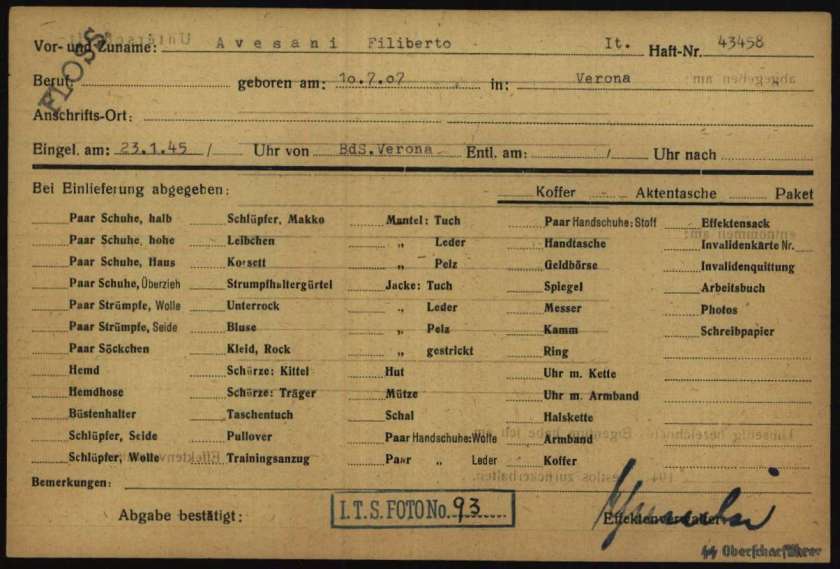 FLOSS
Vor- und Zuname: Avesani Filiberto It. Haft-Nr. 43458
Beruf: geboren am: 10.7.07 in: Verona
Anschrifts-Ort:
Eingel. am: 23.1.45 / Uhr von BdS.Verona Entl. am: / Uhr nach
Bei Einlieferung abgegeben: Koffer Aktentasche Paket
Paar Schuhe, halb Schlüpfer, Makko Mantel: Tuch Paar Handschuhe: Stoff Effektensack
Paar Schuhe, hohe Leibchen „ Leder Handtasche Invalidenkarte Nr.
Paar Schuhe, Haus Korsett „ Pelz Geldbörse Invalidenquittung
Paar Schuhe, Überzieh Strumpfhaltergürtel Jacke: Tuch Spiegel Arbeitsbuch
Paar Strümpfe, Wolle Unterrock „ Leder Messer Photos
Paar Strümpfe, Seide Bluse „ Pelz Kamm Schreibpapier
Paar Söckchen Kleid, Rock „ gestrickt Ring
Hemd Schürze: Kittel Hut Uhr m. Kette
Hemdhose Schürze: Träger Mütze Uhr m. Armband
Büstenhalter Taschentuch Schal Halskette
Schlüpfer, Seide Pullover Paar Handschuhe: Wolle Armband
Schlüpfer, Wolle Trainingsanzug Paar „ Leder Koffer
Bemerkungen:
Abgabe bestätigt: I.T.S. FOTO No. 93 Effektenverwalter:
Oberscharführer